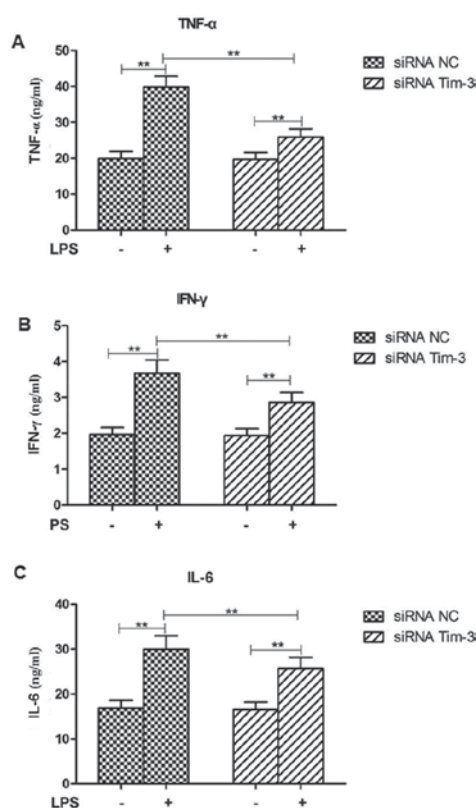 TNF-α
A
50
40
30
20
10
0
TNF-α (ng/ml)
**
**
**
siRNA NC
siRNA Tim-3
LPS - + - +
IFN-γ
B
5
4
3
2
1
0
IFN-γ (ng/ml)
**
**
**
siRNA NC
siRNA Tim-3
PS - + - +
IL-6
C
40
30
20
10
0
IL-6 (ng/ml)
**
**
**
siRNA NC
siRNA Tim-3
LPS - + - +